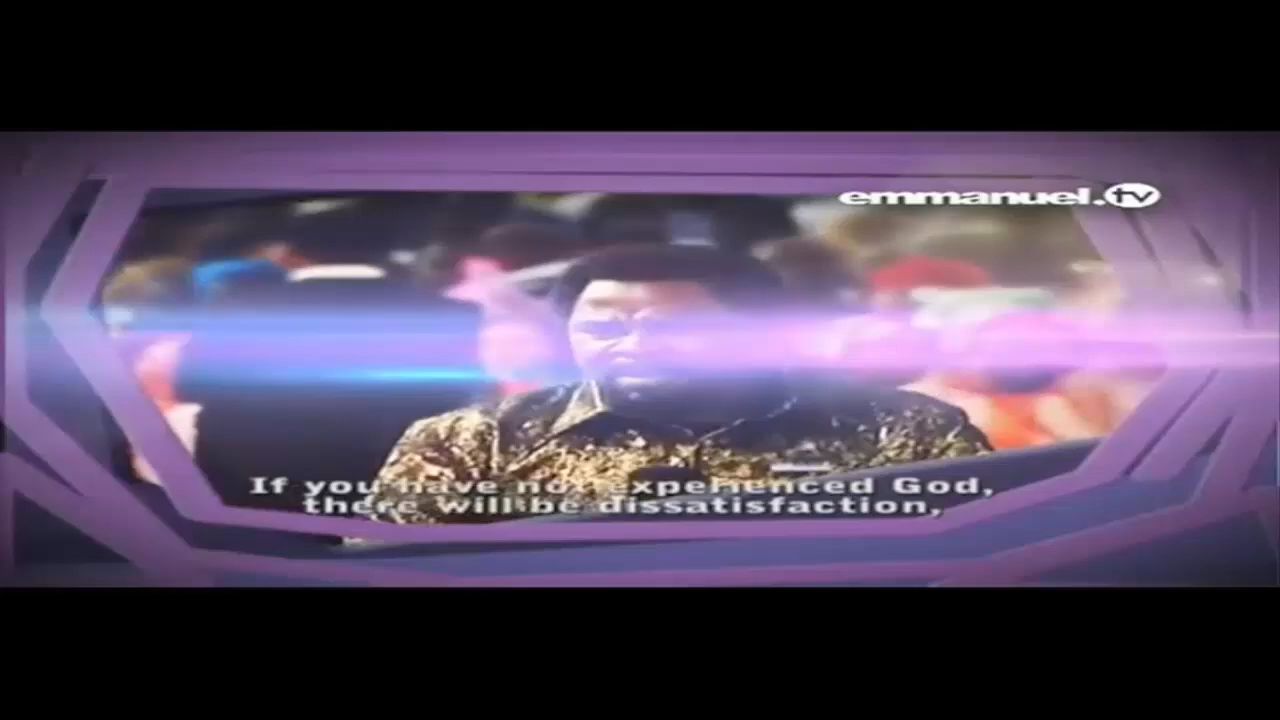 emmanuel.tv
If you have not experienced God,
there will be dissatisfaction,